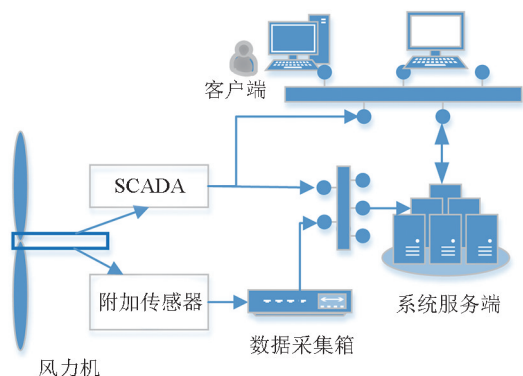 客户端
SCADA
附加传感器
数据采集箱
系统服务端
风力机